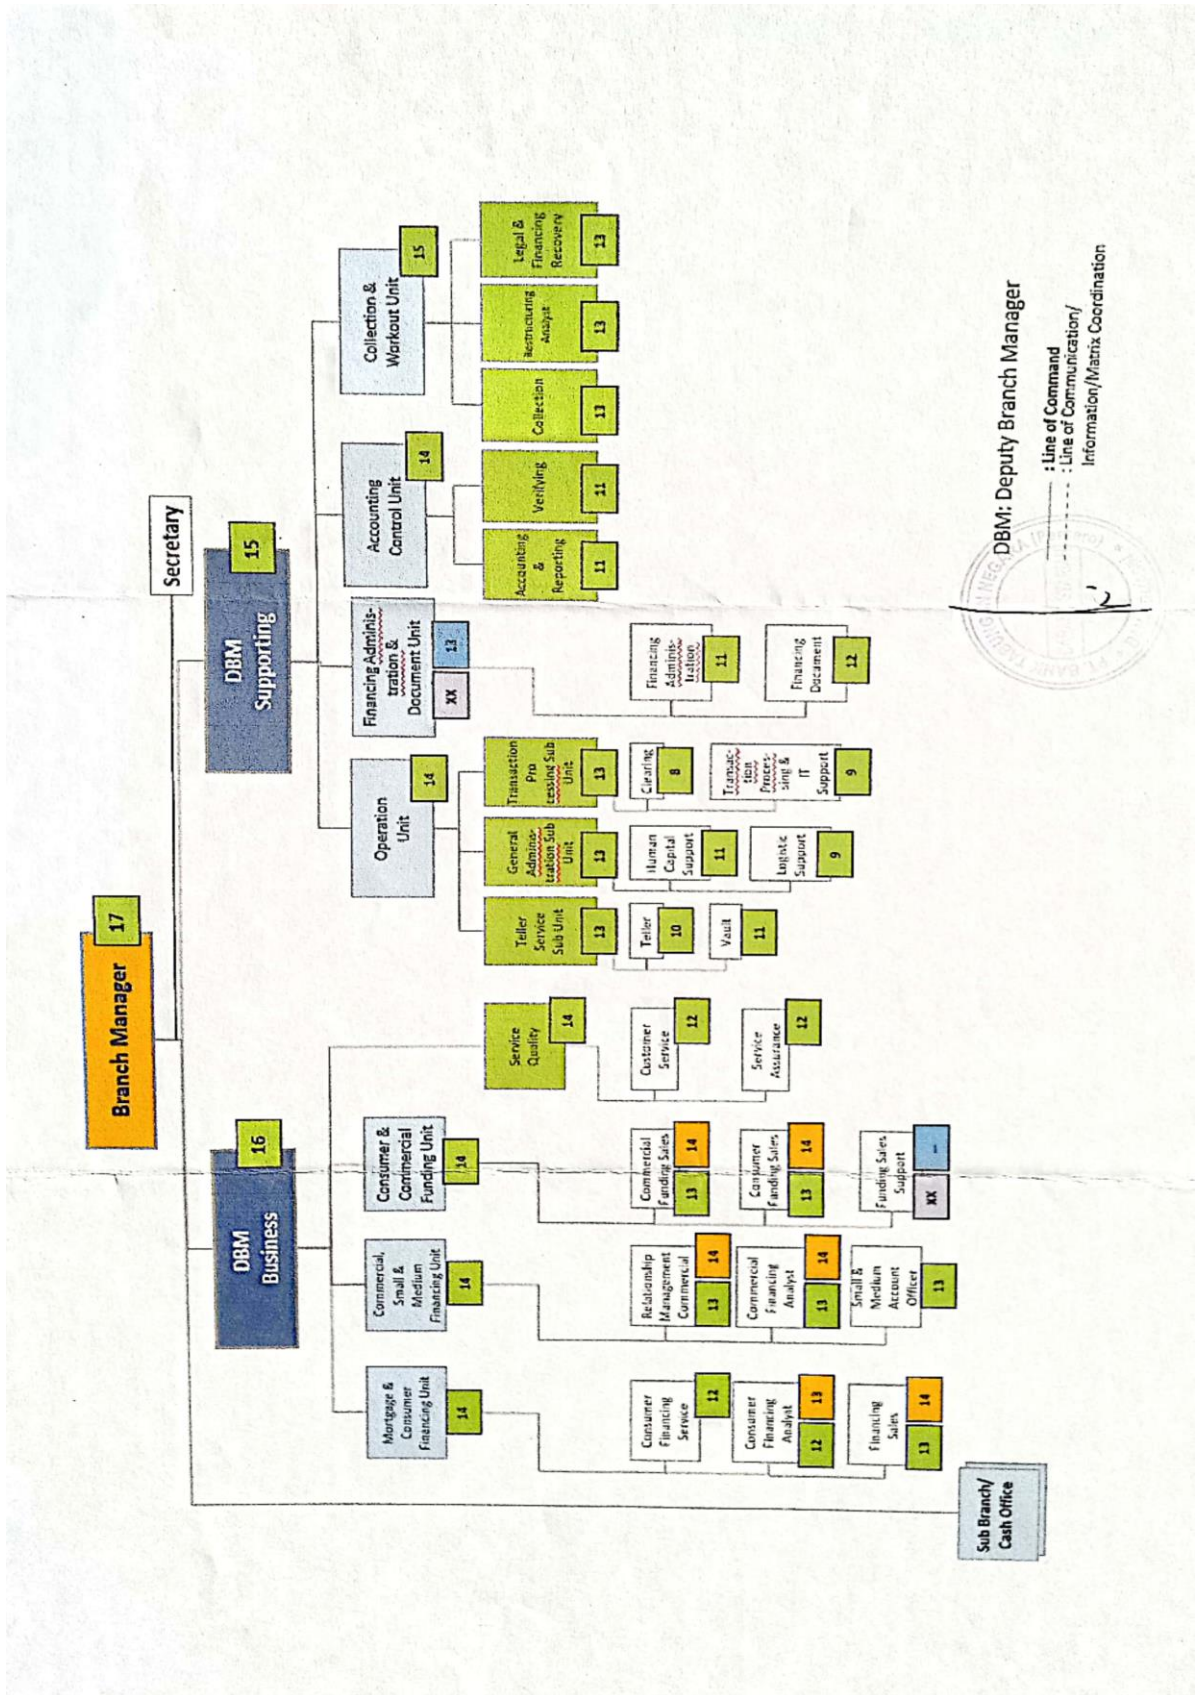 Branch Manager
17
Secretary
DBM
Business
16
DBM
Supporting
15
Mortgage &
Consumer
Financing Unit
14
Commercial,
Small &
Medium
Financing Unit
14
Consumer &
Commercial
Funding Unit
14
Service
Quality
14
Operation
Unit
14
Financing Adminis-
tration &
Document Unit
XX
13
Accounting
Control Unit
14
Collection &
Workout Unit
15
Teller
Service
Sub Unit
13
General
Adminis-
tration Sub
Unit
13
Transaction
Pro
cessing Sub
Unit
13
Accounting
&
Reporting
11
Verifying
11
Collection
13
Restructuring
Analyst
13
Legal &
Financing
Recovery
13
Consumer
Financing
Service
12
Relationship
Management
Commercial
13
14
Commercial
Funding Sales
13
14
Customer
Service
12
Teller
10
Human
Capital
Support
11
Clearing
8
Financing
Adminis-
tration
11
Consumer
Financing
Analyst
12
13
Commercial
Financing
Analyst
13
14
Consumer
Funding Sales
13
14
Service
Assurance
12
Vault
11
Logistic
Support
9
Transac-
tion
Proces-
sing &
IT
Support
9
Financing
Document
12
Financing
Sales
13
14
Small &
Medium
Account
Officer
13
Funding Sales
Support
XX
Sub Branch/
Cash Office
DBM: Deputy Branch Manager
: Line of Command
: Line of Communication/
Information/Matrix Coordination